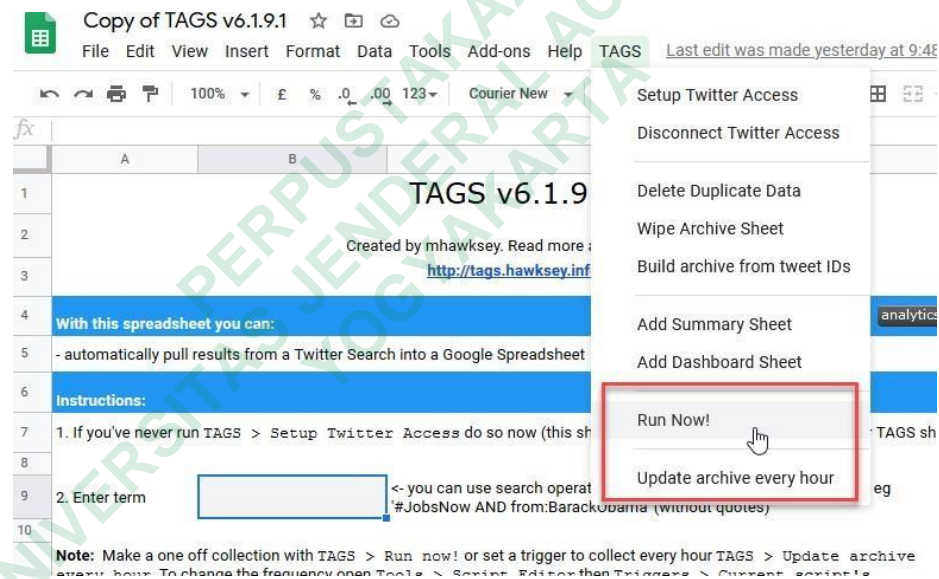 Copy of TAGS v6.1.9.1
File Edit View Insert Format Data Tools Add-ons Help TAGS Last edit was made yesterday at 9:48
100% £ % .0 .00 123 Courier New
fx
A B
1 TAGS v6.1.9
2 Created by mhawksey. Read more
3 http://tags.hawksey.inf
4 With this spreadsheet you can: analytics
5 - automatically pull results from a Twitter Search into a Google Spreadsheet
6 Instructions:
7 1. If you've never run TAGS > Setup Twitter Access do so now (this sh TAGS sh
8
9 2. Enter term <- you can use search operat eg
'#JobsNow AND from:BarackObama' (without quotes)
10
Note: Make a one off collection with TAGS > Run now! or set a trigger to collect every hour TAGS > Update archive
every hour. To change the frequency open Tools > Script Editor then Triggers > Current script's
Setup Twitter Access
Disconnect Twitter Access
Delete Duplicate Data
Wipe Archive Sheet
Build archive from tweet IDs
Add Summary Sheet
Add Dashboard Sheet
Run Now!
Update archive every hour
PERPUSTAKA
UNIVERSITAS JENDERAL AC
YOGYAKARTA